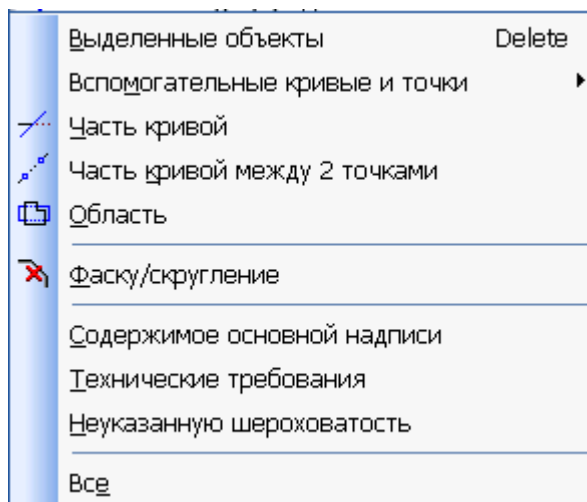 Выделенные объекты Delete
Вспомогательные кривые и точки
Часть кривой
Часть кривой между 2 точками
Область
Фаску/скругление
Содержимое основной надписи
Технические требования
Неуказанную шероховатость
Все